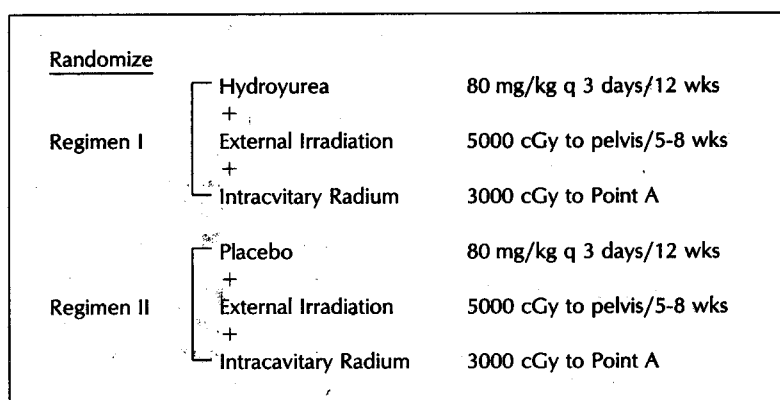 Randomize
Hydroyurea 80 mg/kg q 3 days/12 wks
+
Regimen I External Irradiation 5000 cGy to pelvis/5-8 wks
+
Intracvitary Radium 3000 cGy to Point A
Placebo 80 mg/kg q 3 days/12 wks
+
Regimen II External Irradiation 5000 cGy to pelvis/5-8 wks
+
Intracavitary Radium 3000 cGy to Point A